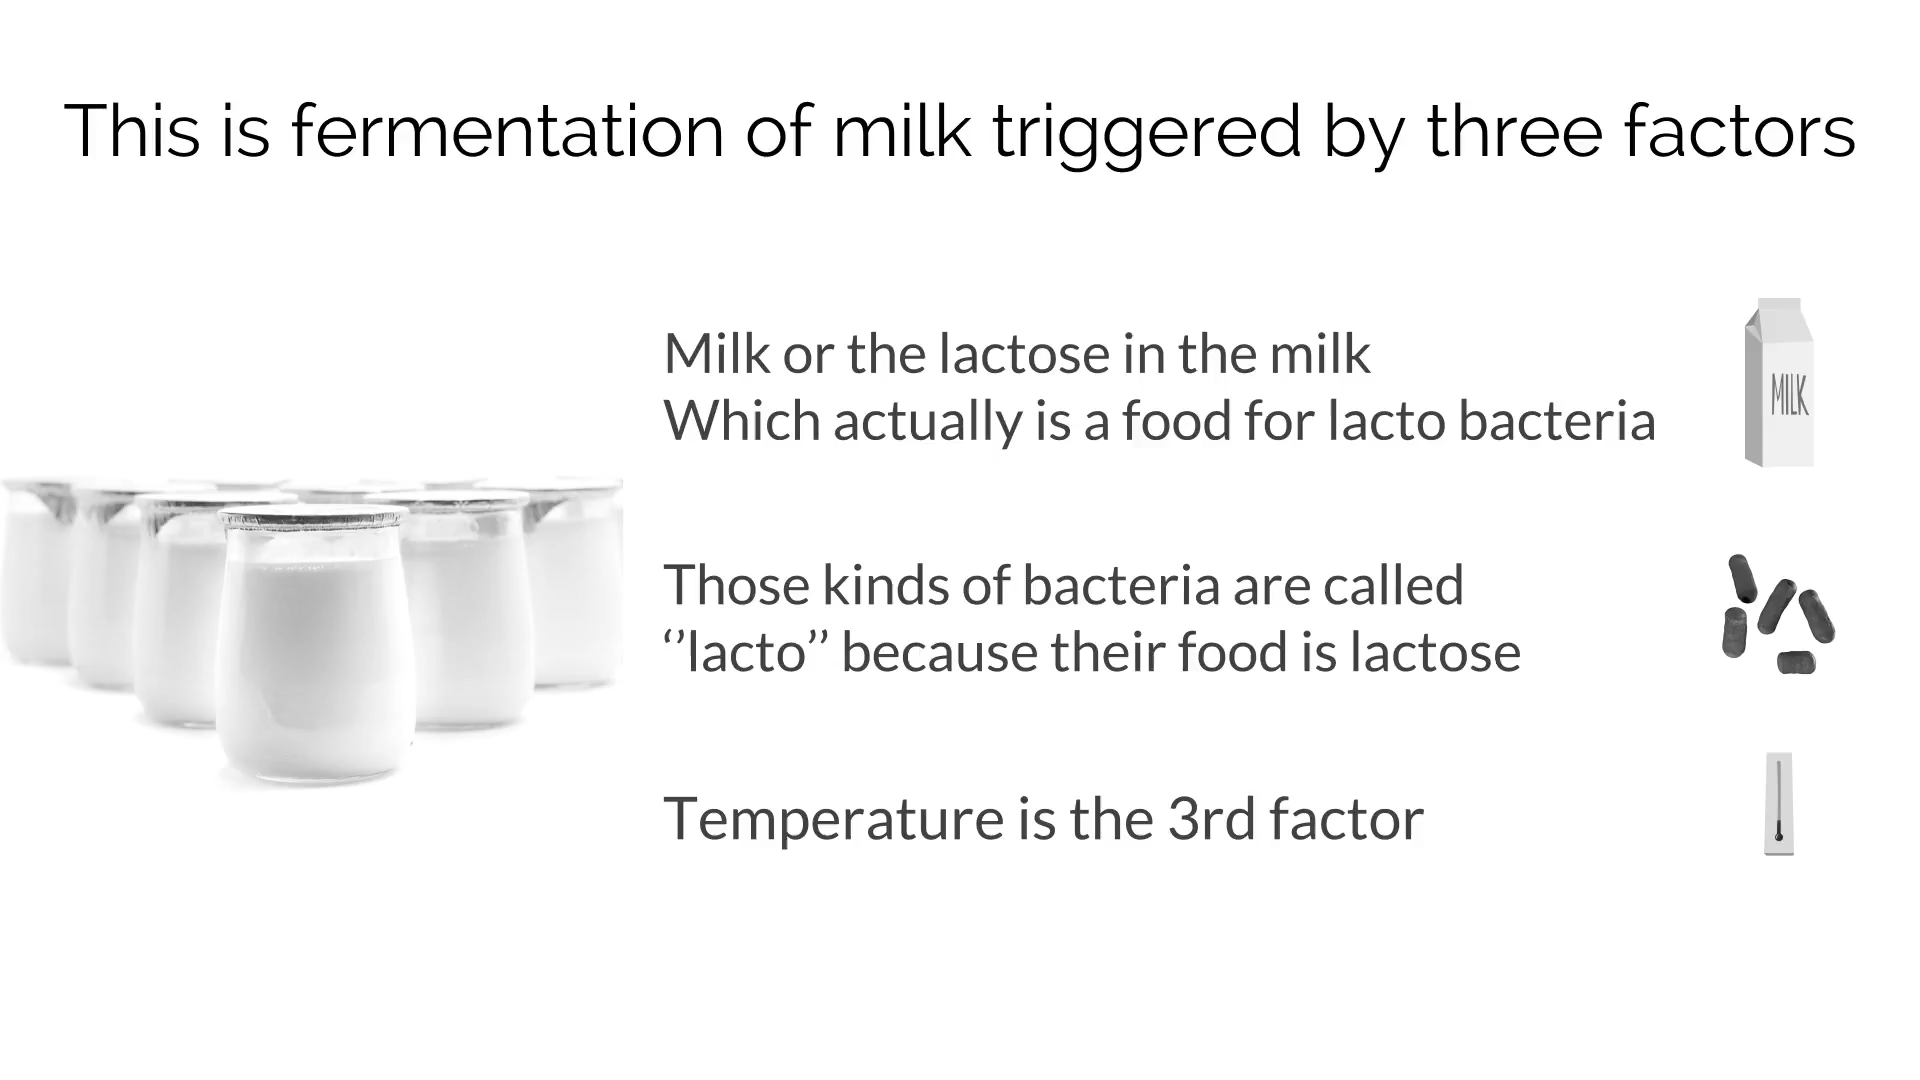 This is fermentation of milk triggered by three factors
Milk or the lactose in the milk
Which actually is a food for lacto bacteria
MILK
Those kinds of bacteria are called
‘’lacto’’ because their food is lactose
Temperature is the 3rd factor